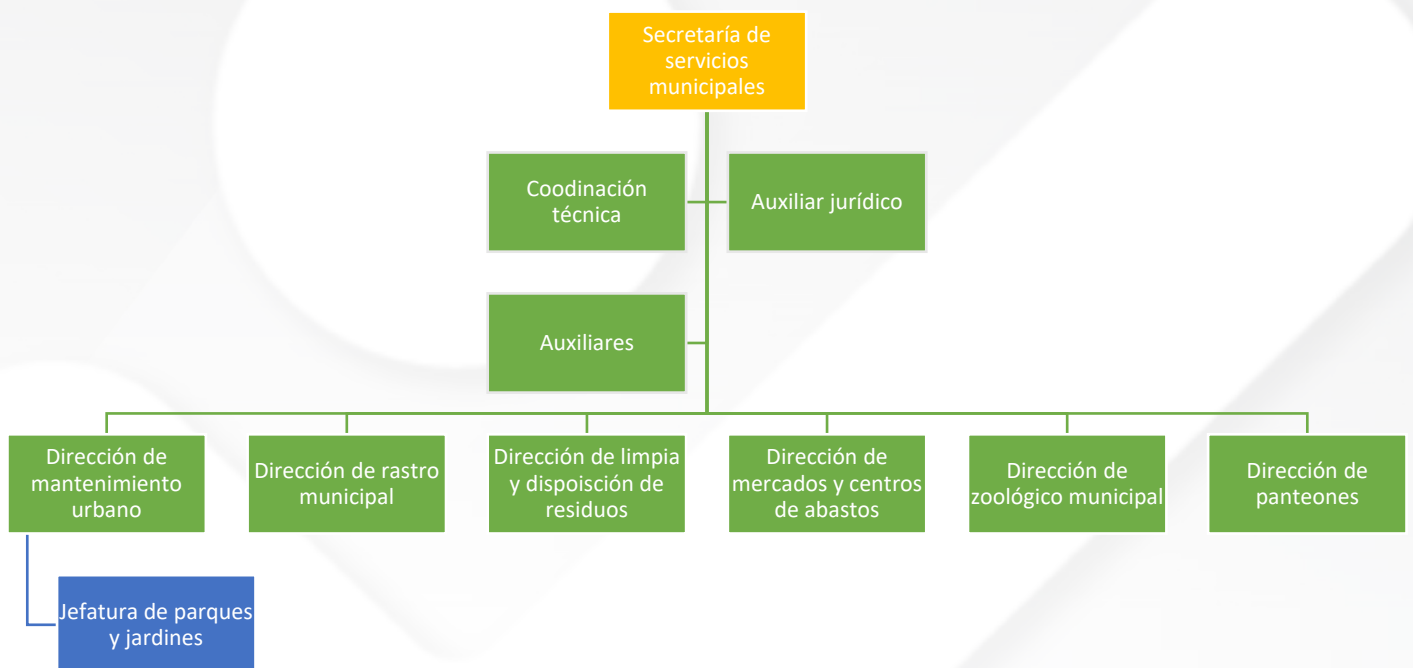 Secretaría de
servicios
municipales
Coodinación
técnica
Auxiliar jurídico
Auxiliares
Dirección de
mantenimiento
urbano
Dirección de rastro
municipal
Dirección de limpia
y dispoisción de
residuos
Dirección de
mercados y centros
de abastos
Dirección de
zoológico municipal
Dirección de
panteones
Jefatura de parques
y jardines